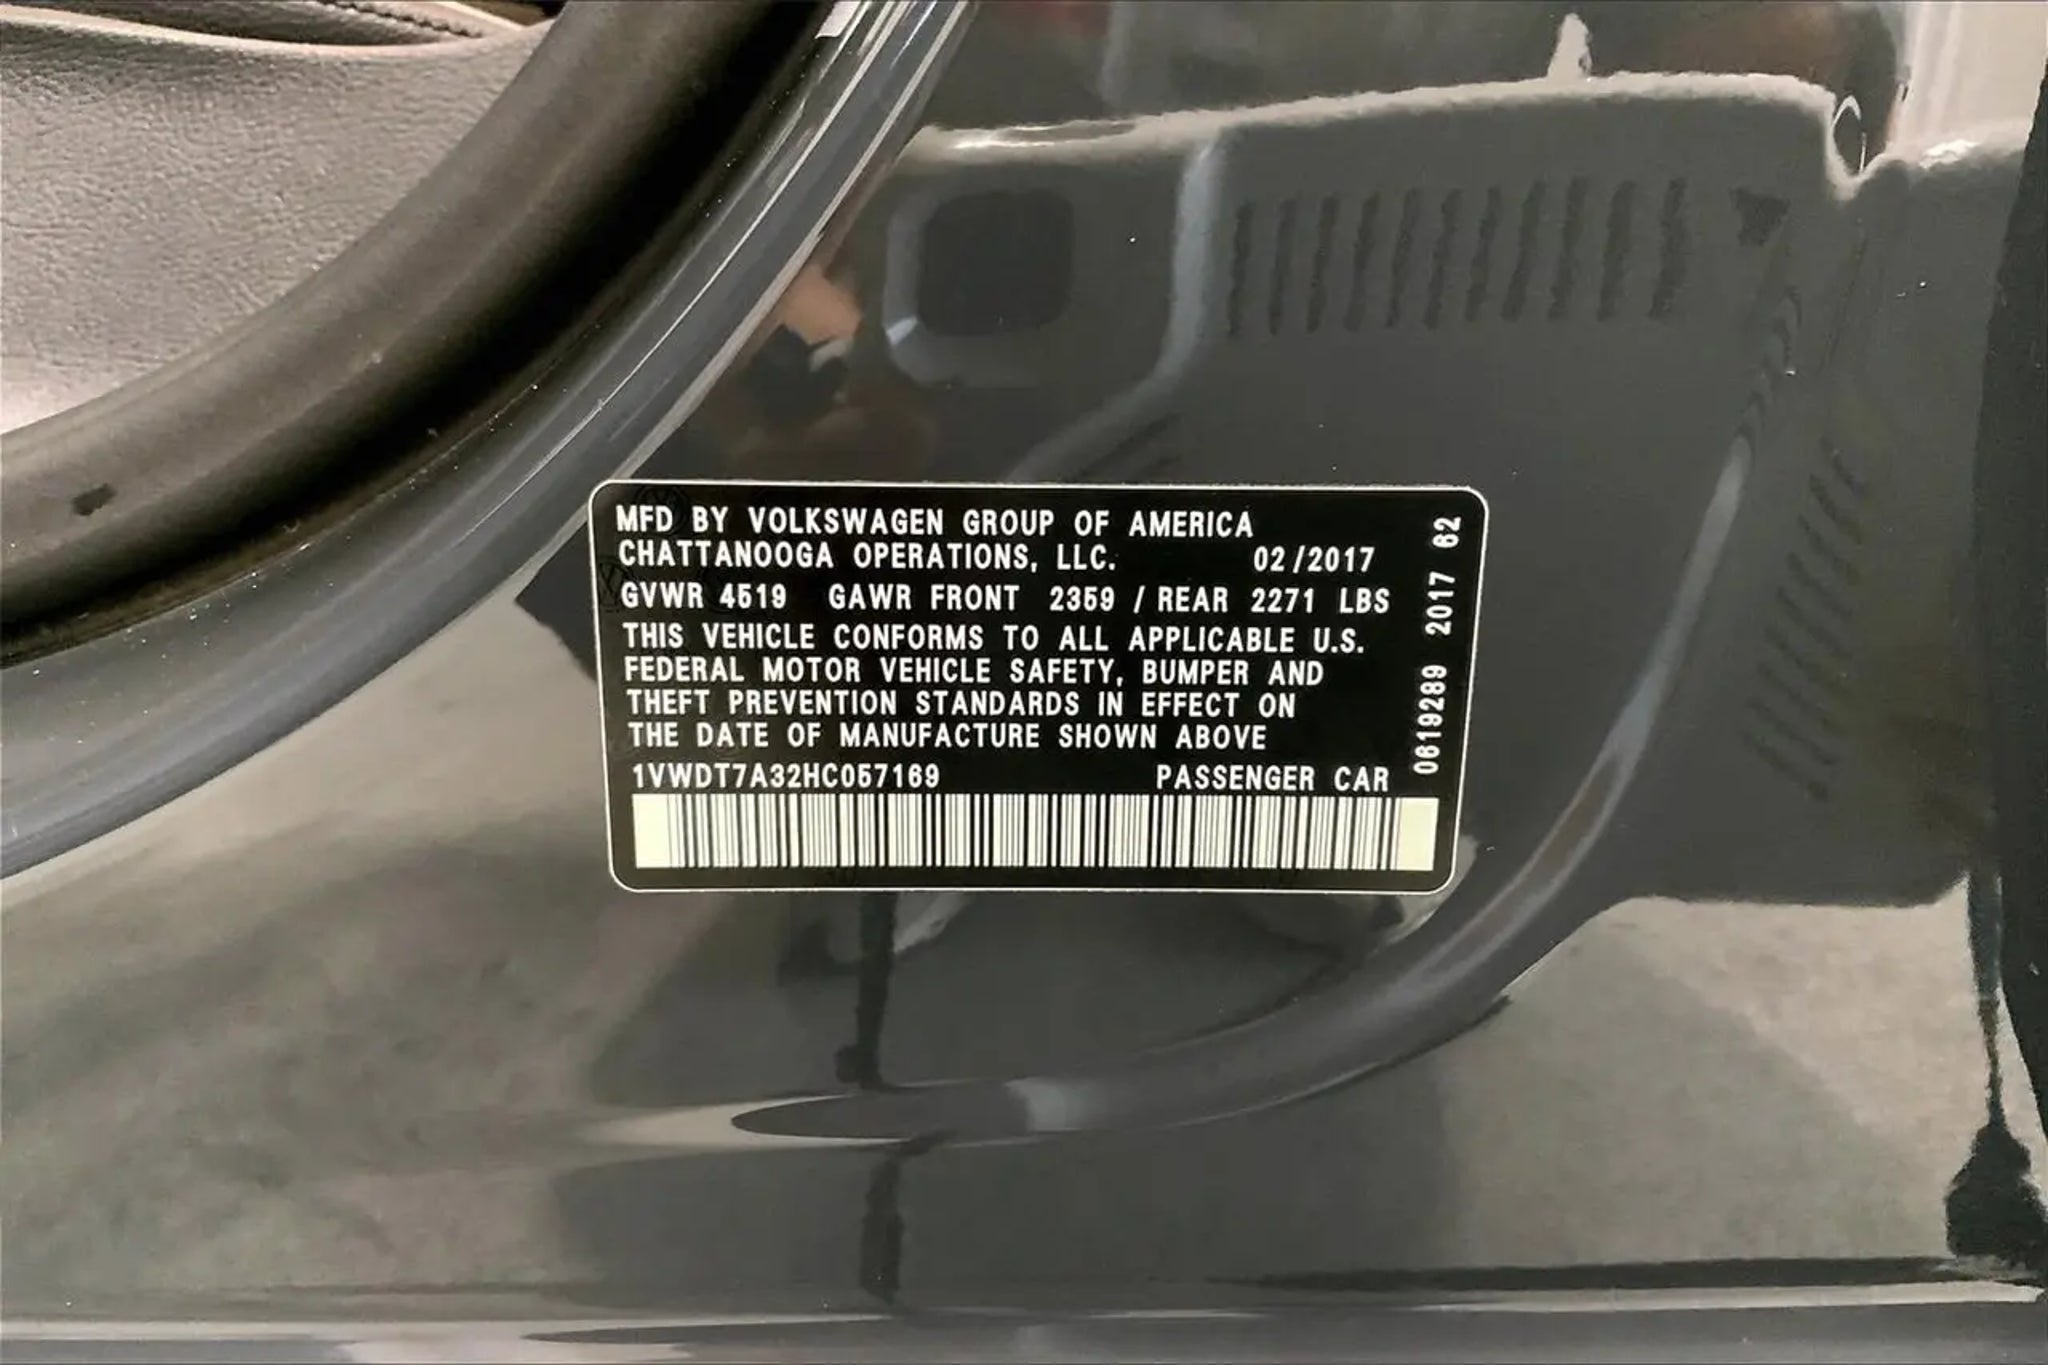 MFD BY VOLKSWAGEN GROUP OF AMERICA
CHATTANOOGA OPERATIONS, LLC. 02/2017
GVWR 4519 GAWR FRONT 2359 / REAR 2271 LBS
THIS VEHICLE CONFORMS TO ALL APPLICABLE U.S.
FEDERAL MOTOR VEHICLE SAFETY, BUMPER AND
THEFT PREVENTION STANDARDS IN EFFECT ON
THE DATE OF MANUFACTURE SHOWN ABOVE
1VWDT7A32HC057169 PASSENGER CAR
0619289 2017 62